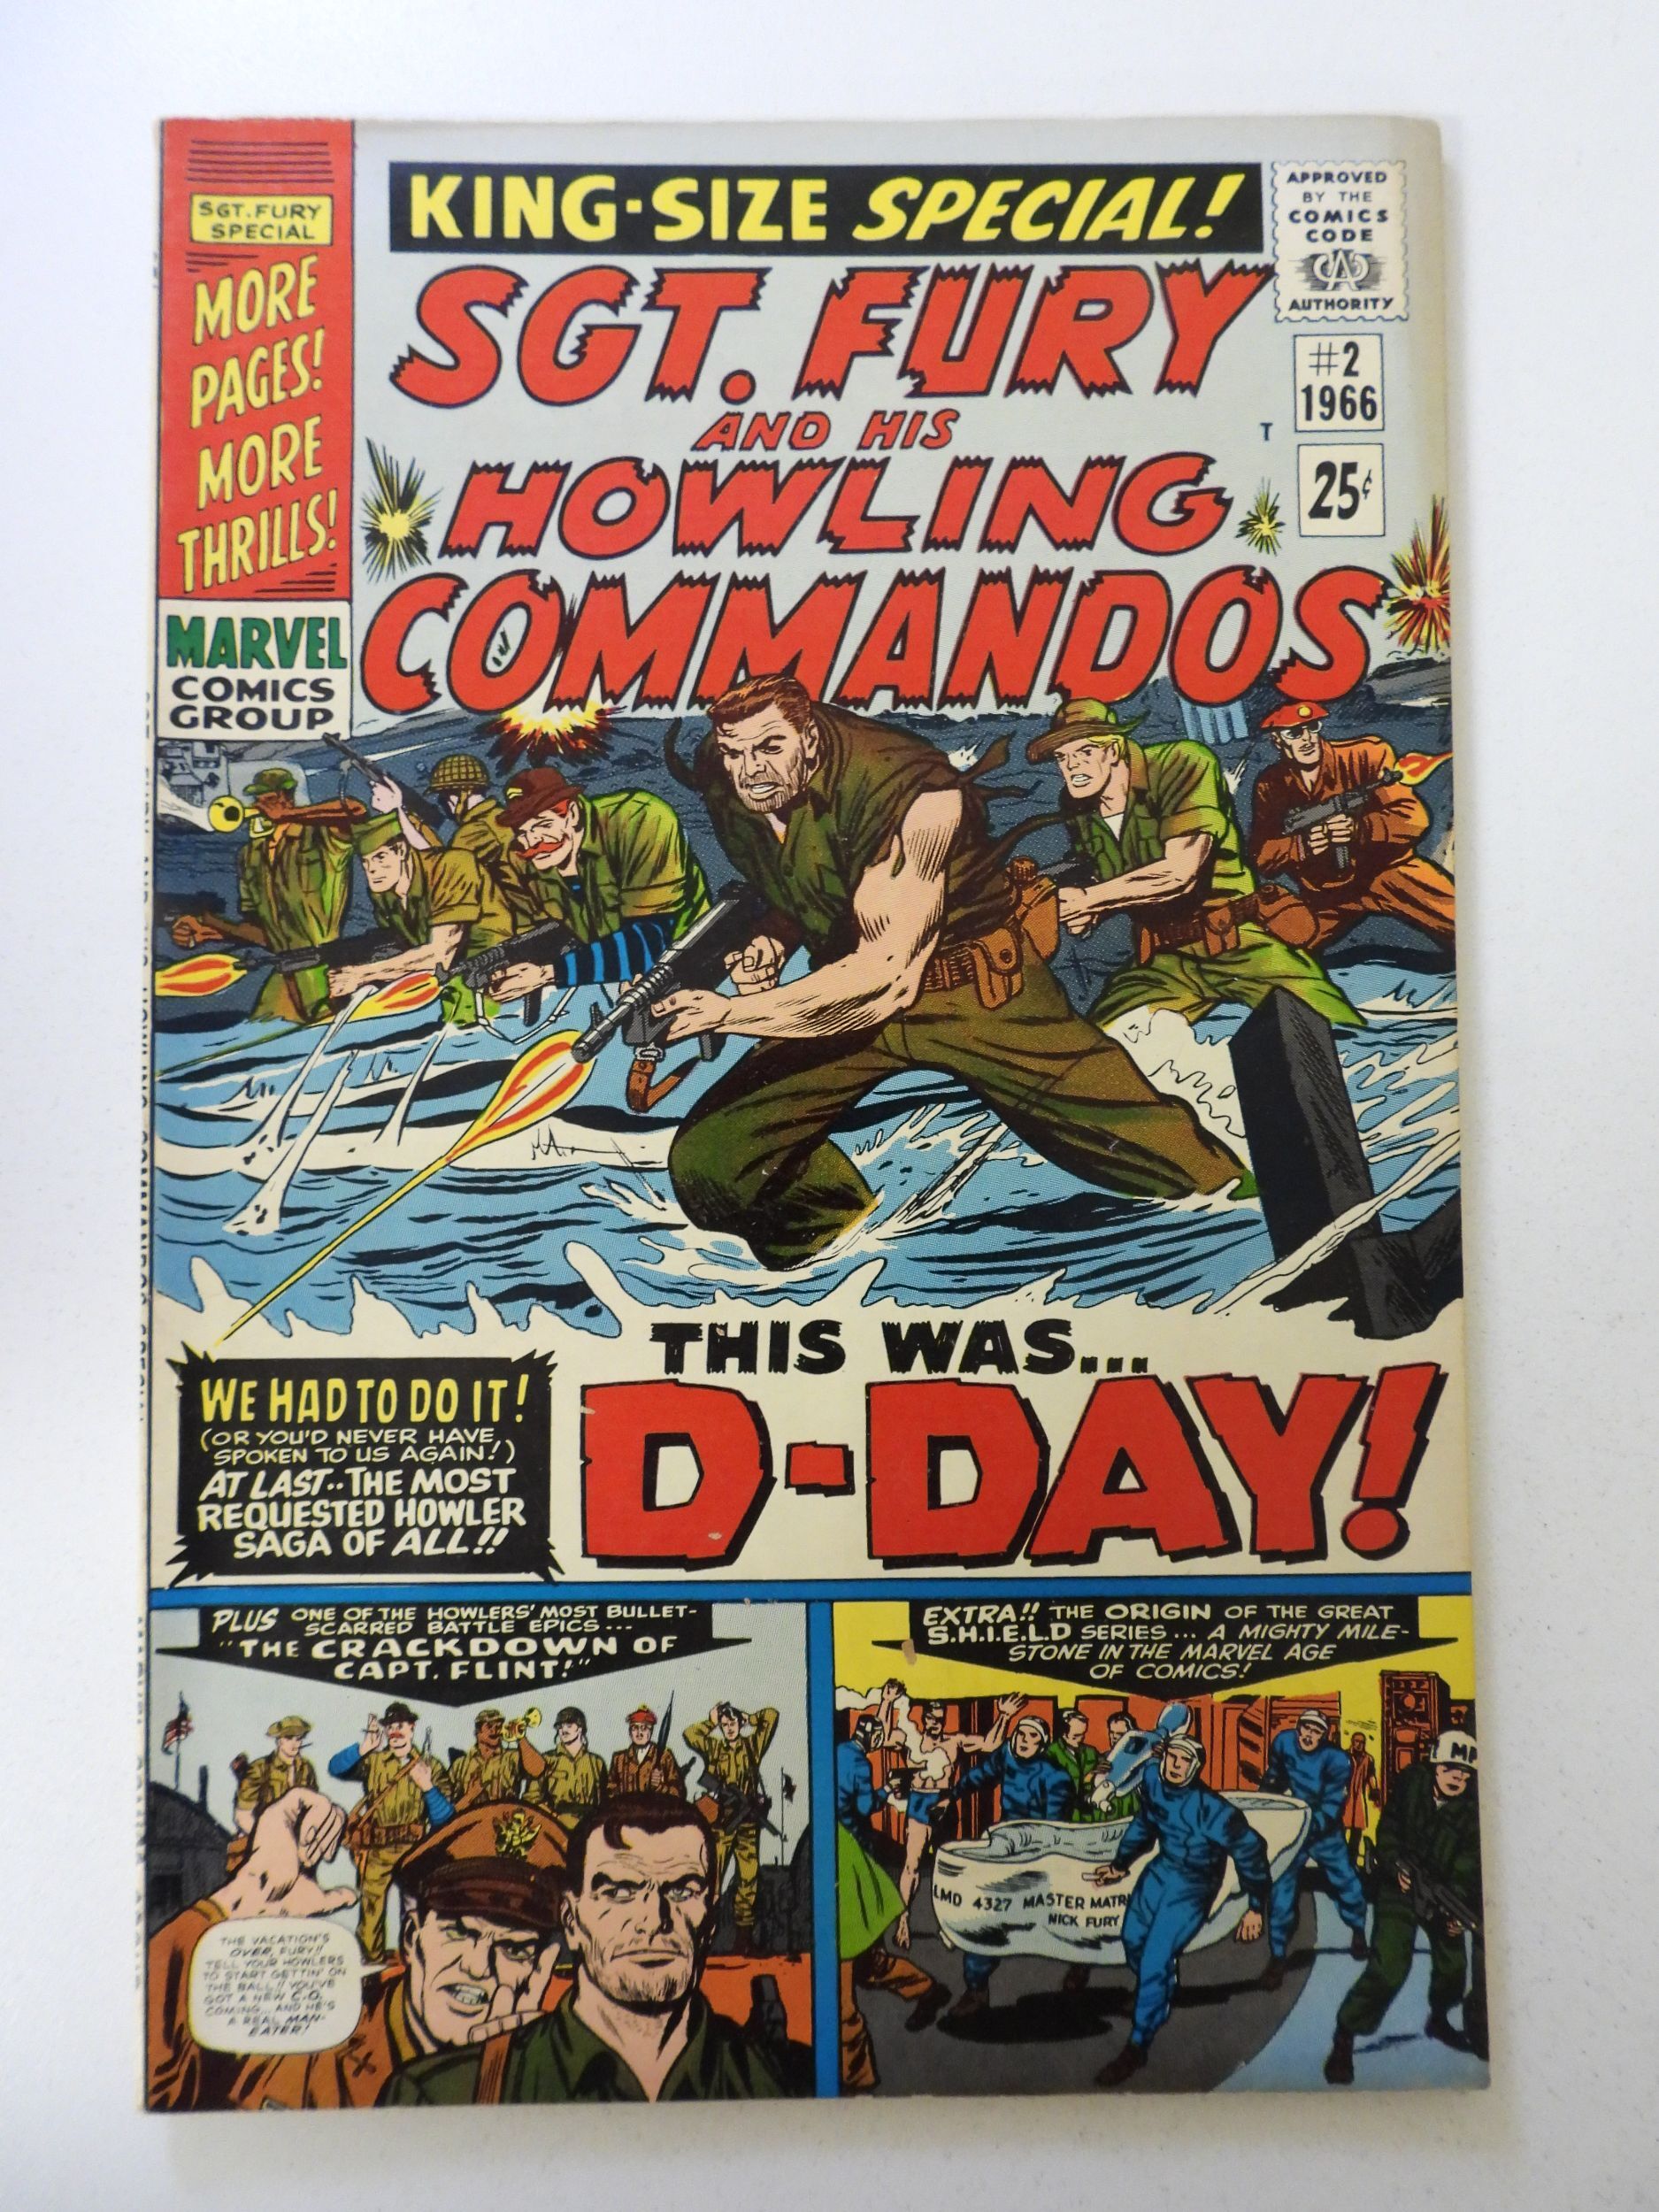 SGT. FURY
SPECIAL
MORE
PAGES!
MORE
THRILLS!
MARVEL
COMICS
GROUP
KING-SIZE SPECIAL!
APPROVED
BY THE
COMICS
CODE
CA
AUTHORITY
SGT. FURY
AND HIS
HOWLING
COMMANDOS
#2
1966
T
25¢
THIS WAS...
D-DAY!
WE HAD TO DO IT!
(OR YOU'D NEVER HAVE
SPOKEN TO US AGAIN!)
AT LAST..THE MOST
REQUESTED HOWLER
SAGA OF ALL!!
PLUS ONE OF THE HOWLERS' MOST BULLET-
SCARRED BATTLE EPICS...
"THE CRACKDOWN OF
CAPT. FLINT!"
THE VACATION'S
OVER, FURY!!
TELL YOUR HOWLERS
TO START GETTIN' ON
THE BALL!! YOU'VE
GOT A NEW C.O.
COMING... AND HE'S
A REAL MAN-
EATER!
EXTRA!! THE ORIGIN OF THE GREAT
S.H.I.E.L.D SERIES... A MIGHTY MILE-
STONE IN THE MARVEL AGE
OF COMICS!
LMD 4327 MASTER MATRI
NICK FURY
MP